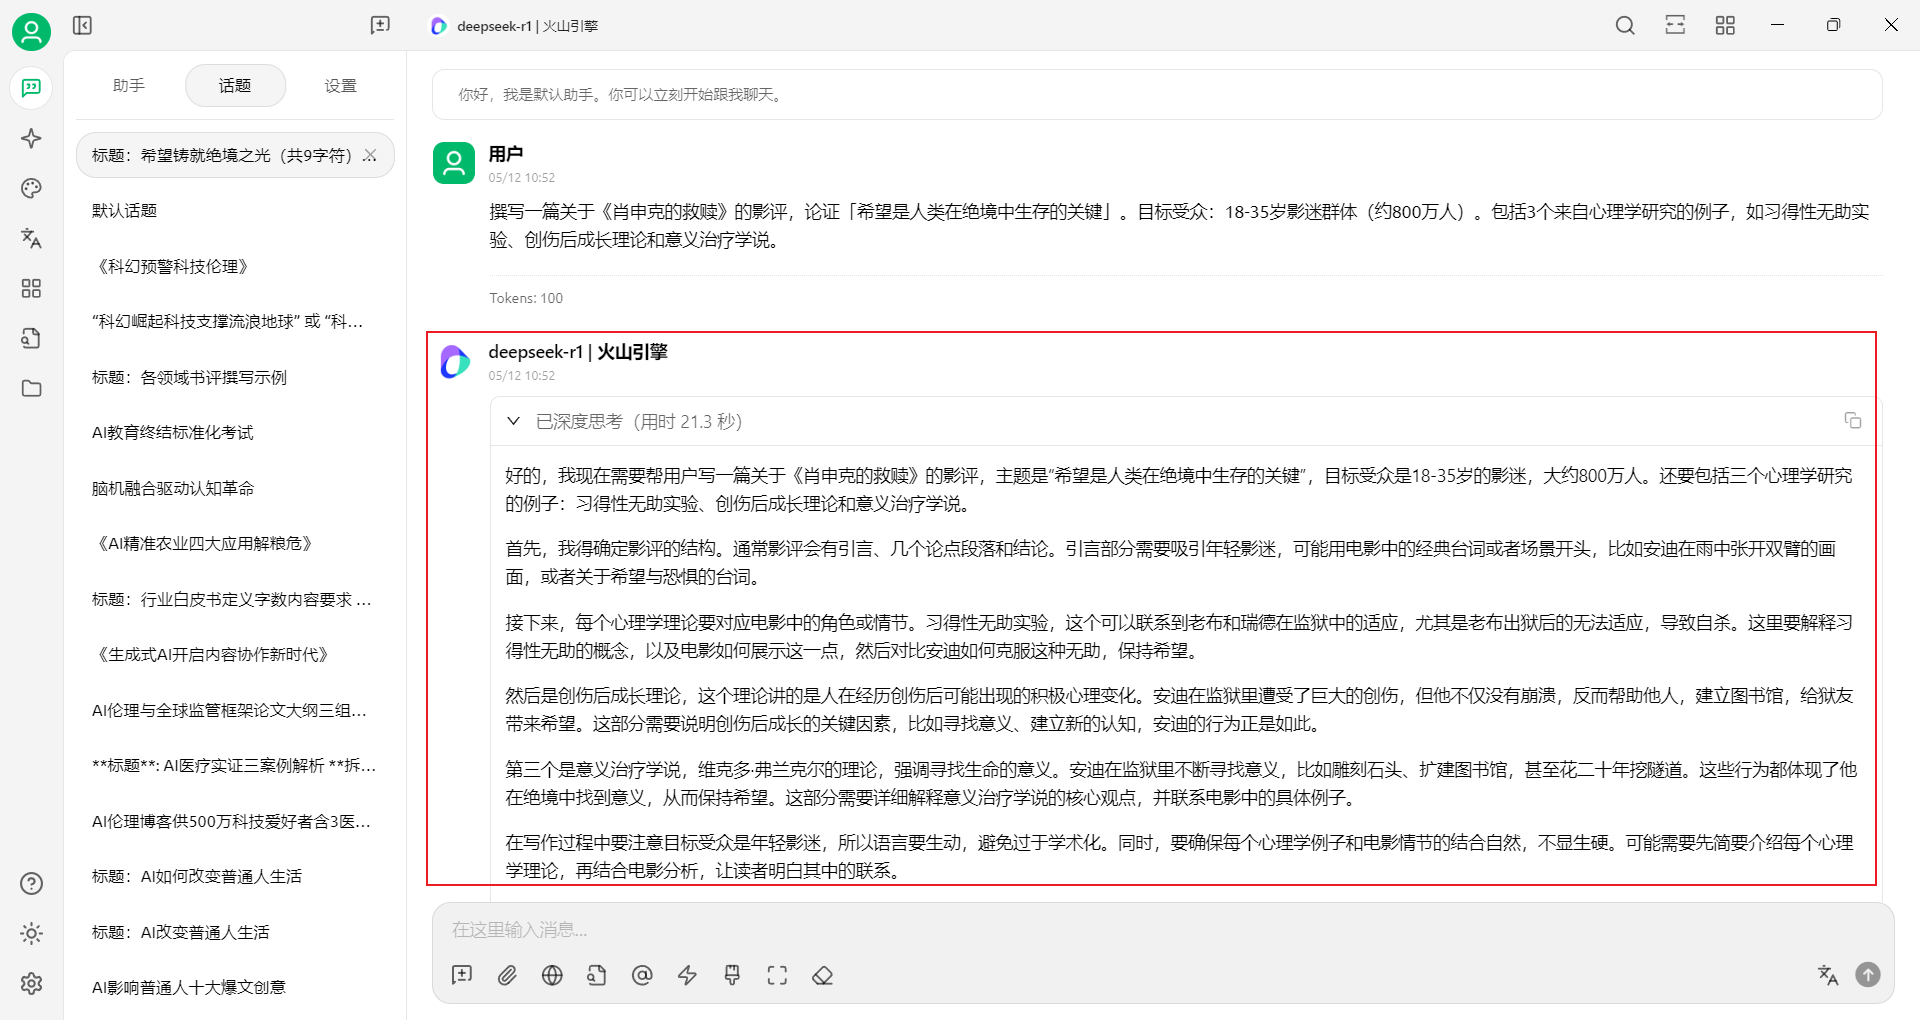 deepseek-r1 | 火山引擎
助手
话题
设置
标题：希望铸就绝境之光（共9字符）...
默认话题
《科幻预警科技伦理》
“科幻崛起科技支撑流浪地球” 或 “科...
标题：各领域书评撰写示例
AI教育终结标准化考试
脑机融合驱动认知革命
《AI精准农业四大应用解粮危》
标题：行业白皮书定义字数内容要求 ...
《生成式AI开启内容协作新时代》
AI伦理与全球监管框架论文大纲三组...
**标题**: AI医疗实证三案例解析 **拆...
AI伦理博客供500万科技爱好者含3医...
标题：AI如何改变普通人生活
标题：AI改变普通人生活
AI影响普通人十大爆文创意
你好，我是默认助手。你可以立刻开始跟我聊天。
用户
05/12 10:52
撰写一篇关于《肖申克的救赎》的影评，论证「希望是人类在绝境中生存的关键」。目标受众：18-35岁影迷群体（约800万人）。包括3个来自心理学研究的例子，如习得性无助实
验、创伤后成长理论和意义治疗学说。
Tokens: 100
deepseek-r1 | 火山引擎
05/12 10:52
已深度思考（用时 21.3 秒）
好的，我现在需要帮用户写一篇关于《肖申克的救赎》的影评，主题是“希望是人类在绝境中生存的关键”，目标受众是18-35岁的影迷，大约800万人。还要包括三个心理学研究
的例子：习得性无助实验、创伤后成长理论和意义治疗学说。
首先，我得确定影评的结构。通常影评会有引言、几个论点段落和结论。引言部分需要吸引年轻影迷，可能用电影中的经典台词或者场景开头，比如安迪在雨中张开双臂的画
面，或者关于希望与恐惧的台词。
接下来，每个心理学理论要对应电影中的角色或情节。习得性无助实验，这个可以联系到老布和瑞德在监狱中的适应，尤其是老布出狱后的无法适应，导致自杀。这里要解释习
得性无助的概念，以及电影如何展示这一点，然后对比安迪如何克服这种无助，保持希望。
然后是创伤后成长理论，这个理论讲的是人在经历创伤后可能出现的积极心理变化。安迪在监狱里遭受了巨大的创伤，但他不仅没有崩溃，反而帮助他人，建立图书馆，给狱友
带来希望。这部分需要说明创伤后成长的关键因素，比如寻找意义、建立新的认知，安迪的行为正是如此。
第三个是意义治疗学说，维克多·弗兰克尔的理论，强调寻找生命的意义。安迪在监狱里不断寻找意义，比如雕刻石头、扩建图书馆，甚至花二十年挖隧道。这些行为都体现了他
在绝境中找到意义，从而保持希望。这部分需要详细解释意义治疗学说的核心观点，并联系电影中的具体例子。
在写作过程中要注意目标受众是年轻影迷，所以语言要生动，避免过于学术化。同时，要确保每个心理学例子和电影情节的结合自然，不显生硬。可能需要先简要介绍每个心理
学理论，再结合电影分析，让读者明白其中的联系。
在这里输入消息...